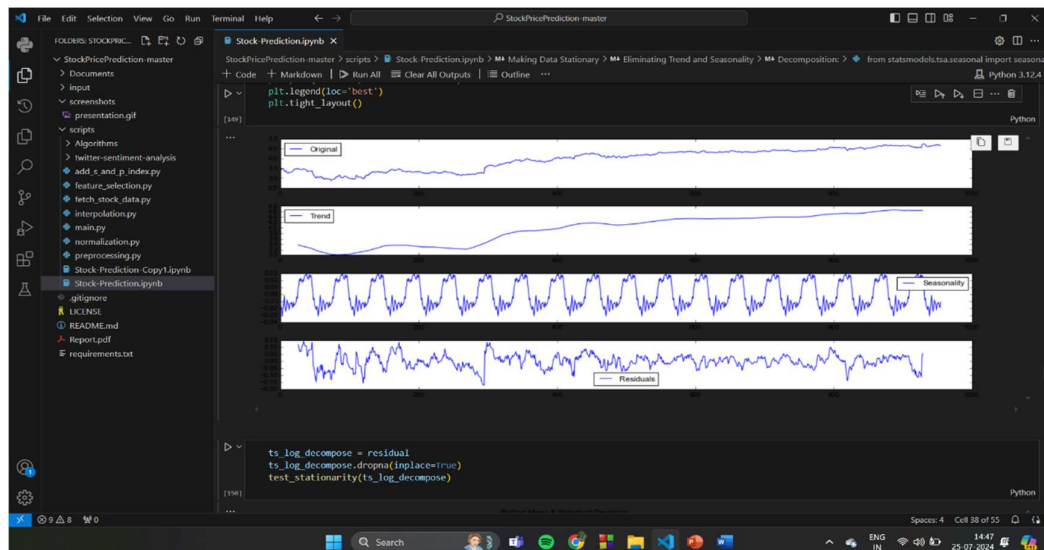 File Edit Selection View Go Run Terminal Help
StockPricePrediction-master
FOLDERS: STOCKPRIC...
StockPricePrediction-master
Documents
input
screenshots
presentation.gif
scripts
Algorithms
twitter-sentiment-analysis
add_s_and_p_index.py
feature_selection.py
fetch_stock_data.py
interpolation.py
main.py
normalization.py
preprocessing.py
Stock-Prediction-Copy1.ipynb
Stock-Prediction.ipynb
.gitignore
LICENSE
README.md
Report.pdf
requirements.txt
Stock-Prediction.ipynb
StockPricePrediction-master > scripts > Stock-Prediction.ipynb > M↓ Making Data Stationary > M↓ Eliminating Trend and Seasonality > M↓ Decomposition: > from statsmodels.tsa.seasonal import seasona
+ Code + Markdown Run All Clear All Outputs Outline ...
Python 3.12.4
plt.legend(loc='best')
plt.tight_layout()
[149]
Python
Original
Trend
Seasonality
Residuals
ts_log_decompose = residual
ts_log_decompose.dropna(inplace=True)
test_stationarity(ts_log_decompose)
[150]
Python
9 8 0
Spaces: 4 Cell 38 of 55
Search
ENG
IN
14:47
25-07-2024